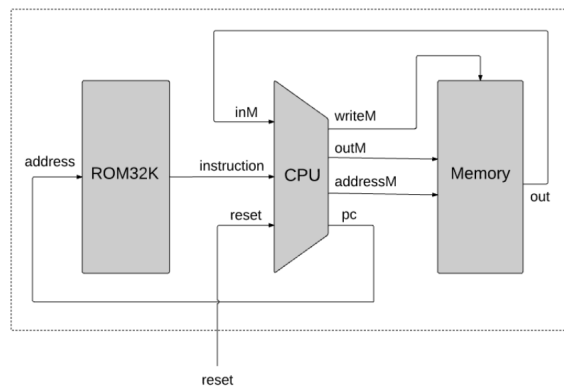 inM
writeM
outM
address
ROM32K
instruction
CPU
addressM
Memory
out
reset
pc
reset